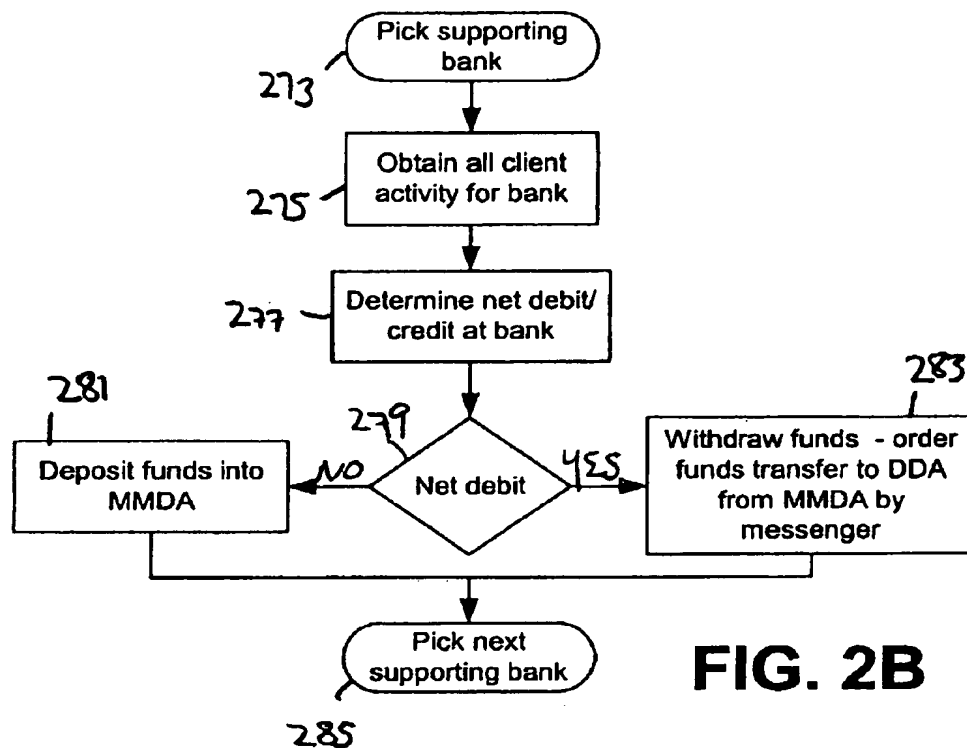 Pick supporting
bank
273
Obtain all client
activity for bank
275
Determine net debit/
credit at bank
277
281
279
283
Deposit funds into
MMDA
NO
Net debit
YES
Withdraw funds - order
funds transfer to DDA
from MMDA by
messenger
Pick next
supporting bank
285
FIG. 2B